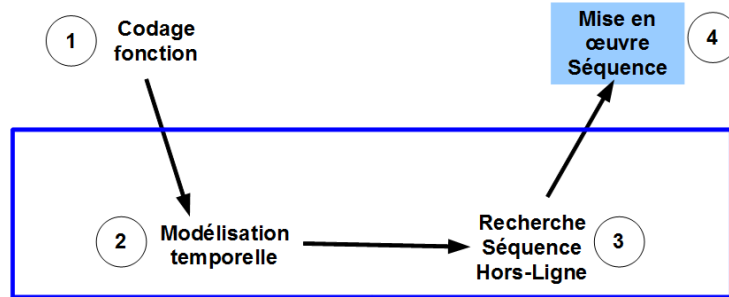 1
Codage
fonction
Mise en
œuvre
Séquence
4
2
Modélisation
temporelle
Recherche
Séquence
Hors-Ligne
3